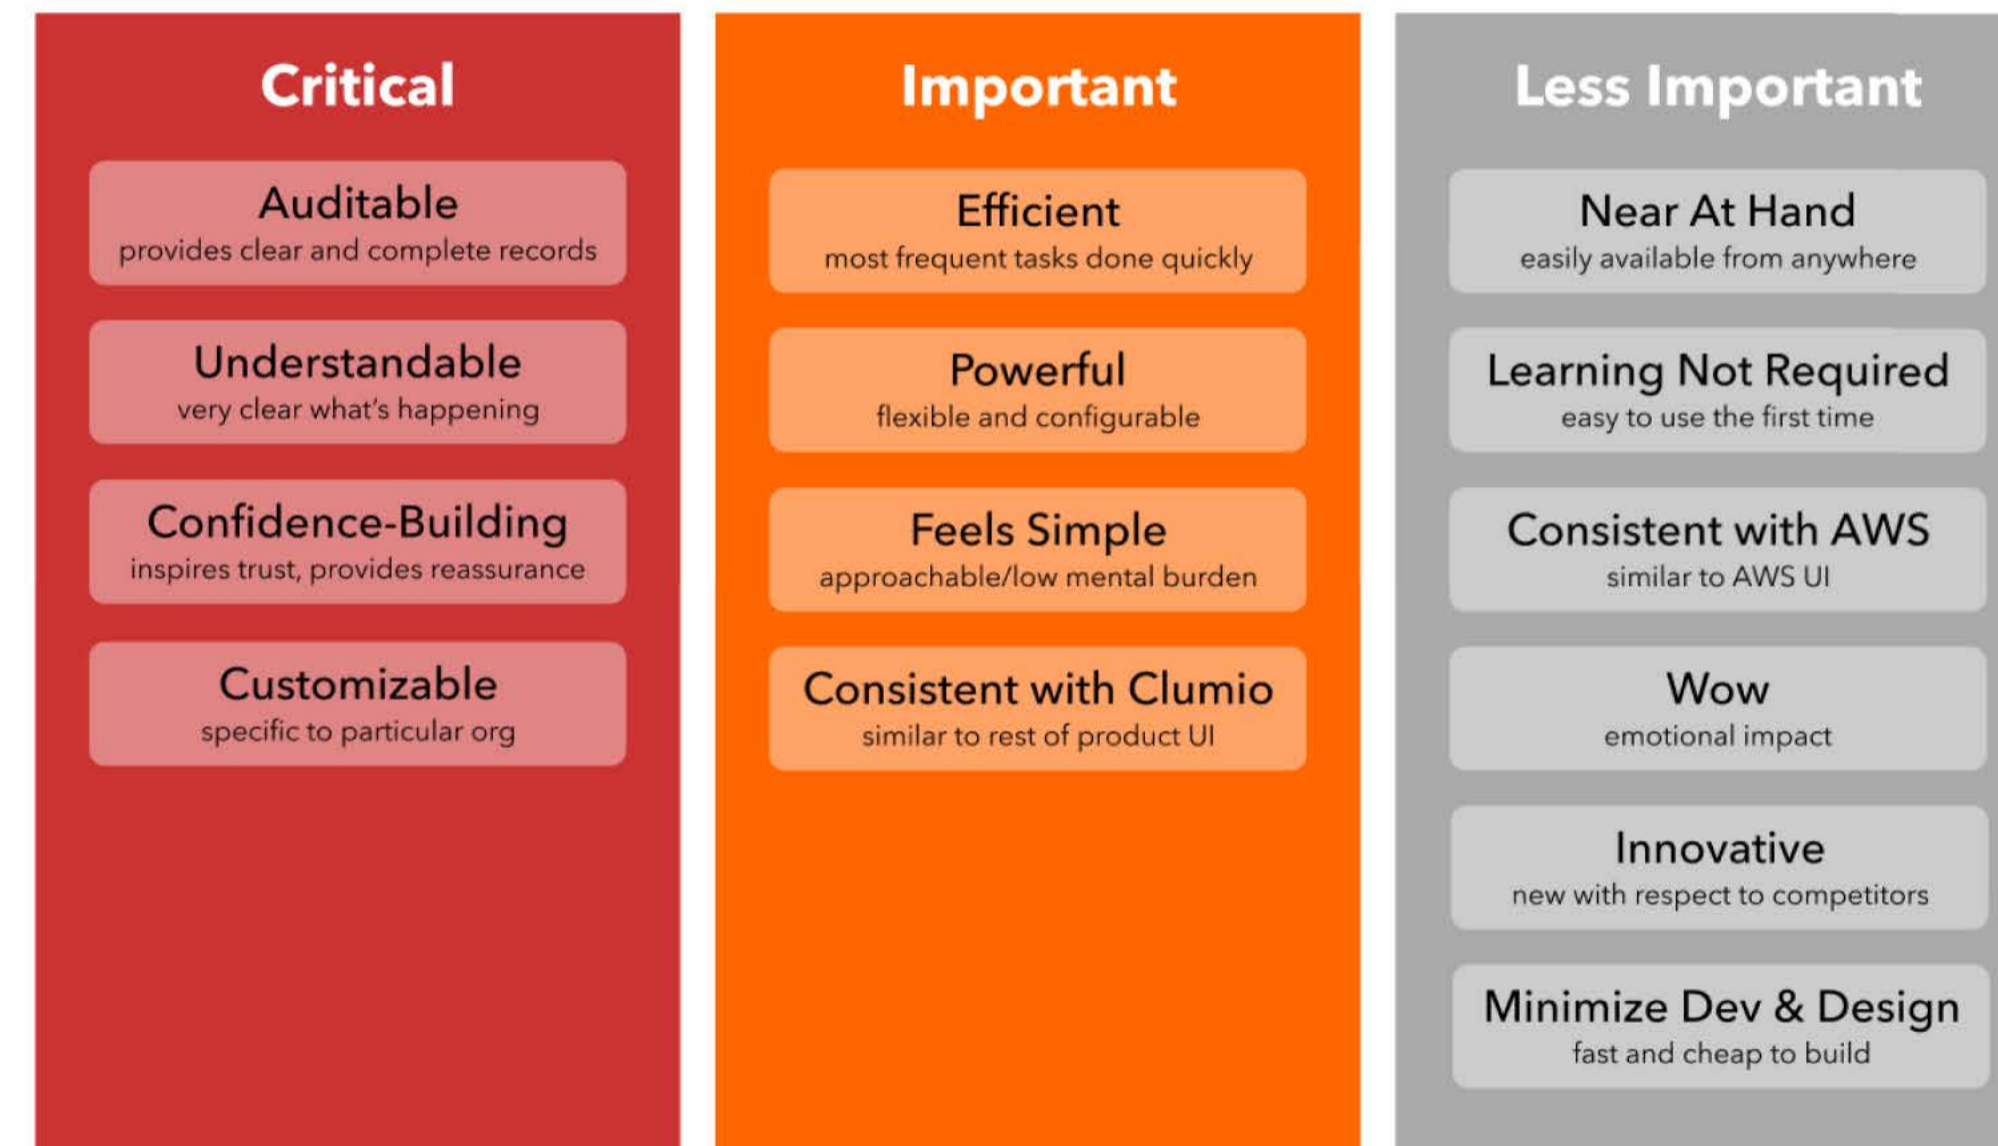 Critical
Auditable
provides clear and complete records
Understandable
very clear what's happening
Confidence-Building
inspires trust, provides reassurance
Customizable
specific to particular org
Important
Efficient
most frequent tasks done quickly
Powerful
flexible and configurable
Feels Simple
approachable/low mental burden
Consistent with Clumio
similar to rest of product UI
Less Important
Near At Hand
easily available from anywhere
Learning Not Required
easy to use the first time
Consistent with AWS
similar to AWS UI
Wow
emotional impact
Innovative
new with respect to competitors
Minimize Dev & Design
fast and cheap to build